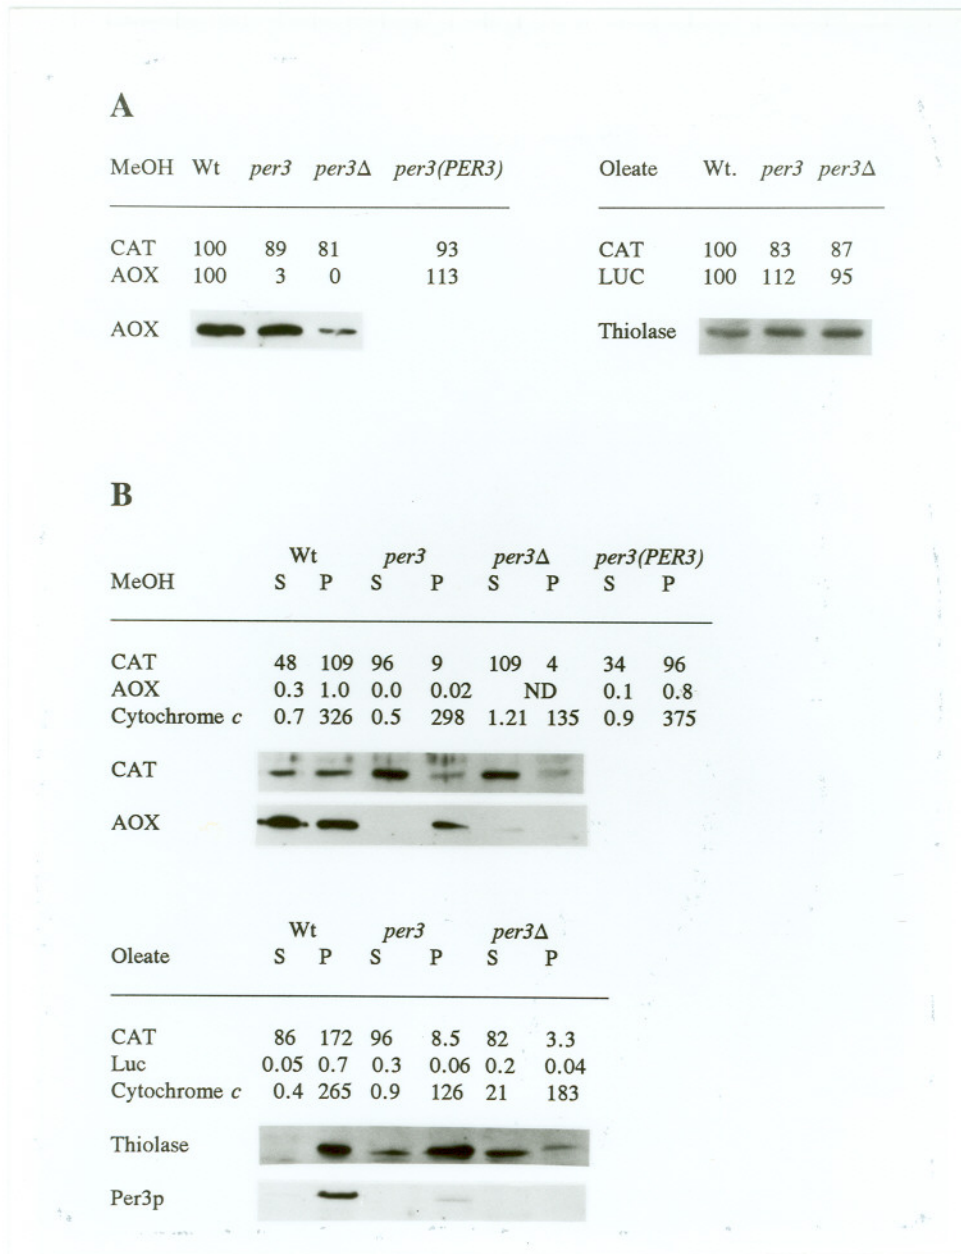 A
MeOH Wt per3 per3Δ per3(PER3)
CAT 100 89 81 93
AOX 100 3 0 113
AOX
Oleate Wt. per3 per3Δ
CAT 100 83 87
LUC 100 112 95
Thiolase
B
Wt per3 per3Δ per3(PER3)
MeOH S P S P S P S P
CAT 48 109 96 9 109 4 34 96
AOX 0.3 1.0 0.0 0.02 ND 0.1 0.8
Cytochrome c 0.7 326 0.5 298 1.21 135 0.9 375
CAT
AOX
Wt per3 per3Δ
Oleate S P S P S P
CAT 86 172 96 8.5 82 3.3
Luc 0.05 0.7 0.3 0.06 0.2 0.04
Cytochrome c 0.4 265 0.9 126 21 183
Thiolase
Per3p